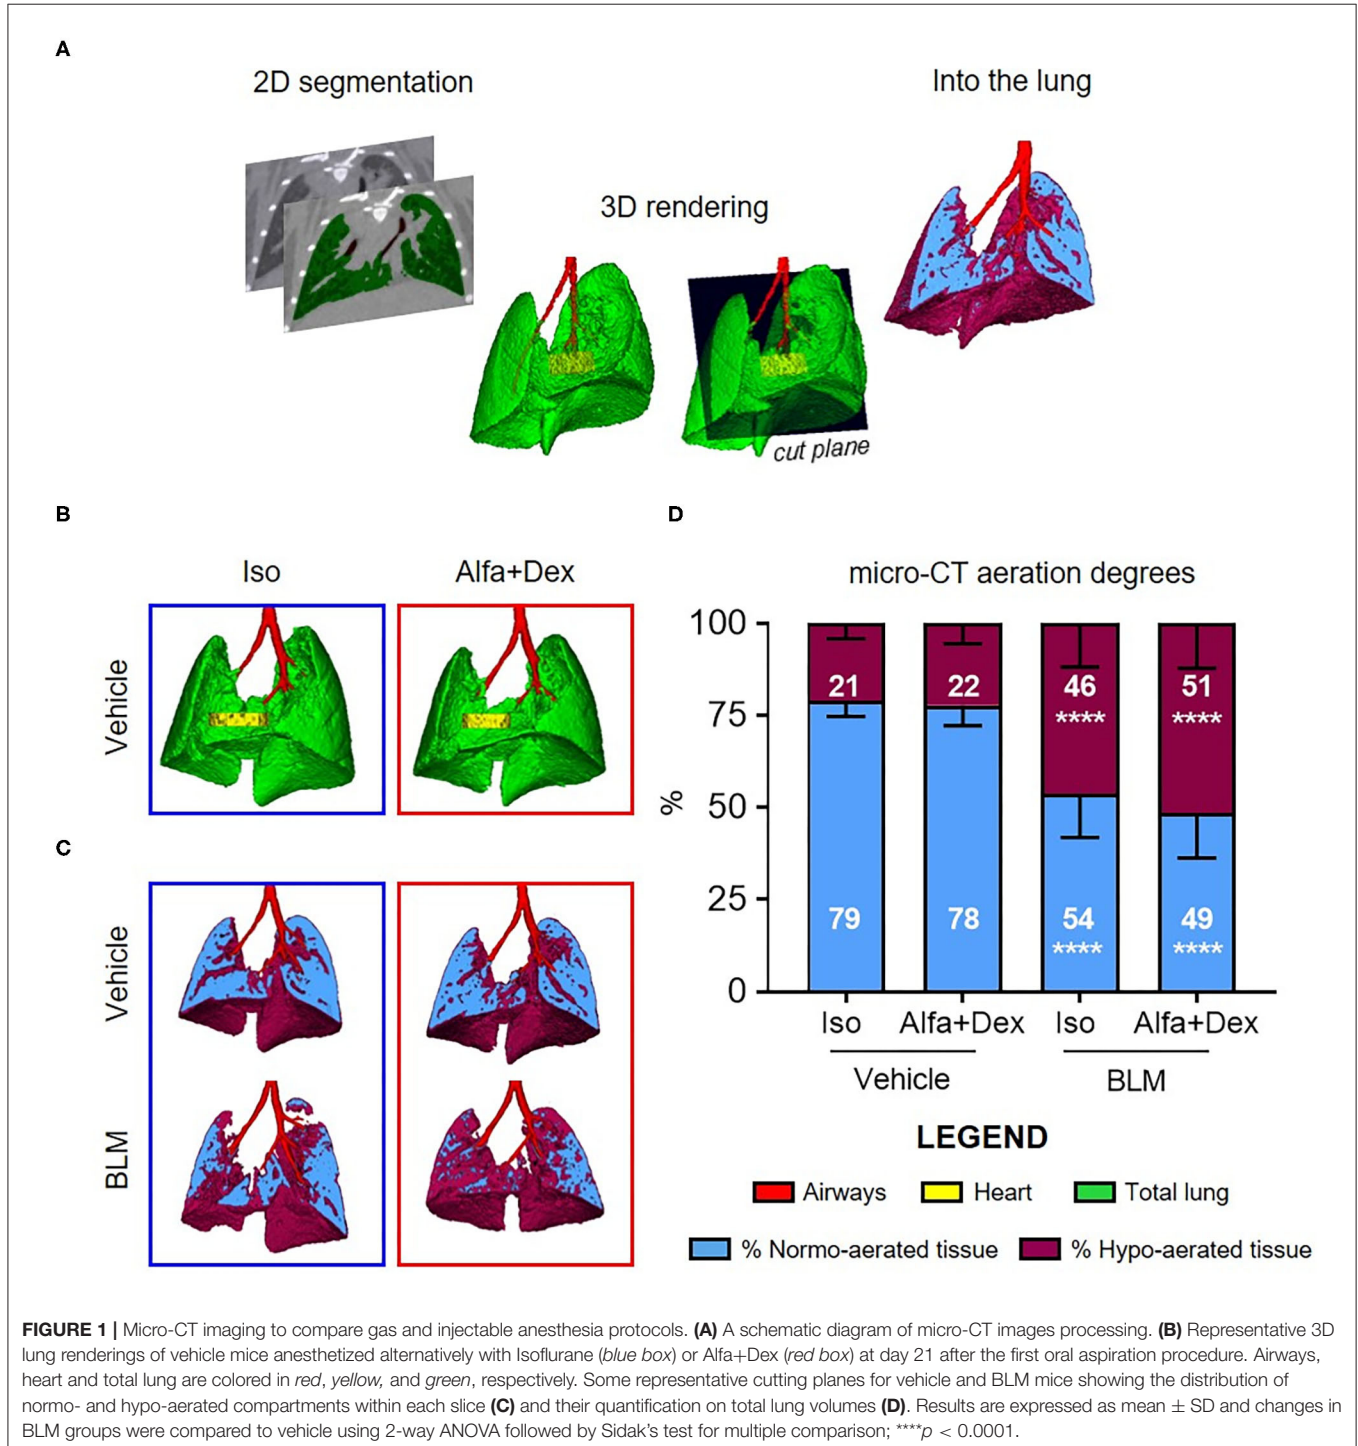 A
2D segmentation
Into the lung
3D rendering
cut plane
B
D
Iso
Alfa+Dex
Vehicle
C
Vehicle
BLM
micro-CT aeration degrees
%
100
75
50
25
0
21
22
46
51
****
****
79
78
54
49
****
****
Iso
Alfa+Dex
Iso
Alfa+Dex
Vehicle
BLM
LEGEND
Airways
Heart
Total lung
% Normo-aerated tissue
% Hypo-aerated tissue
FIGURE 1 | Micro-CT imaging to compare gas and injectable anesthesia protocols. (A) A schematic diagram of micro-CT images processing. (B) Representative 3D
lung renderings of vehicle mice anesthetized alternatively with Isoflurane (blue box) or Alfa+Dex (red box) at day 21 after the first oral aspiration procedure. Airways,
heart and total lung are colored in red, yellow, and green, respectively. Some representative cutting planes for vehicle and BLM mice showing the distribution of
normo- and hypo-aerated compartments within each slice (C) and their quantification on total lung volumes (D). Results are expressed as mean ± SD and changes in
BLM groups were compared to vehicle using 2-way ANOVA followed by Sidak's test for multiple comparison; ****p < 0.0001.